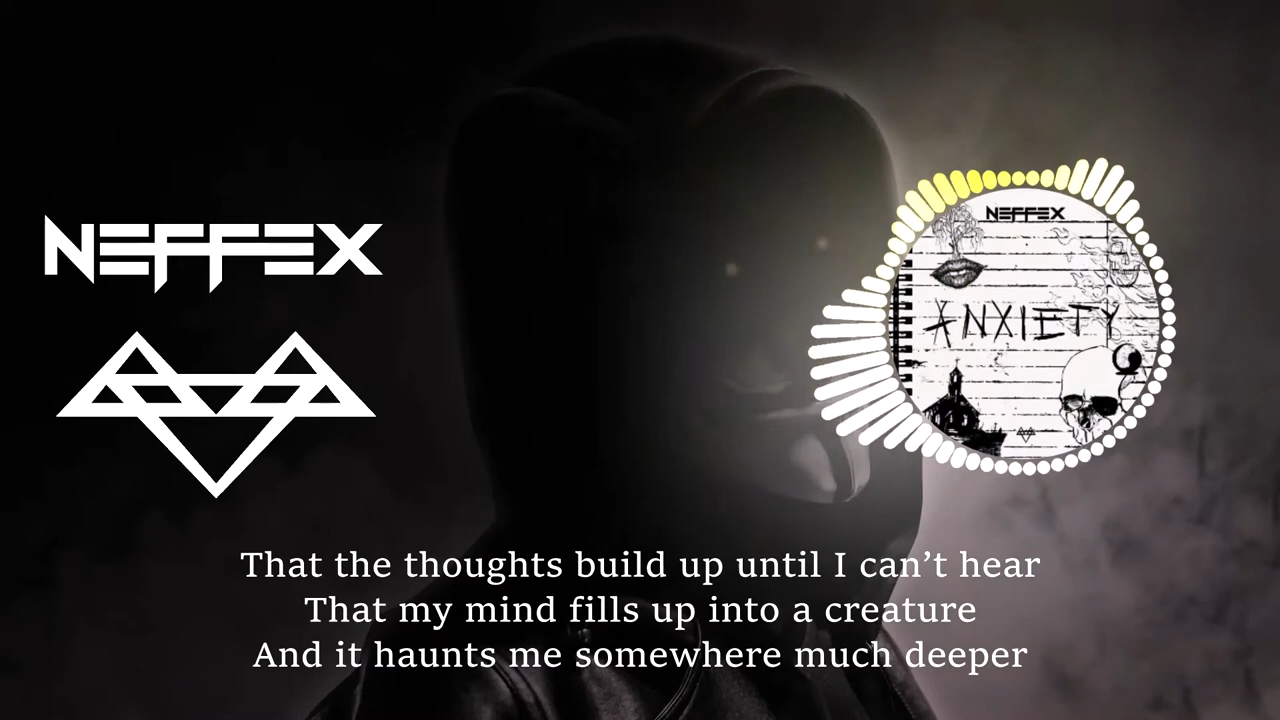 NEFFEX
NEFFEX
ANXIETY
That the thoughts build up until I can’t hear
That my mind fills up into a creature
And it haunts me somewhere much deeper